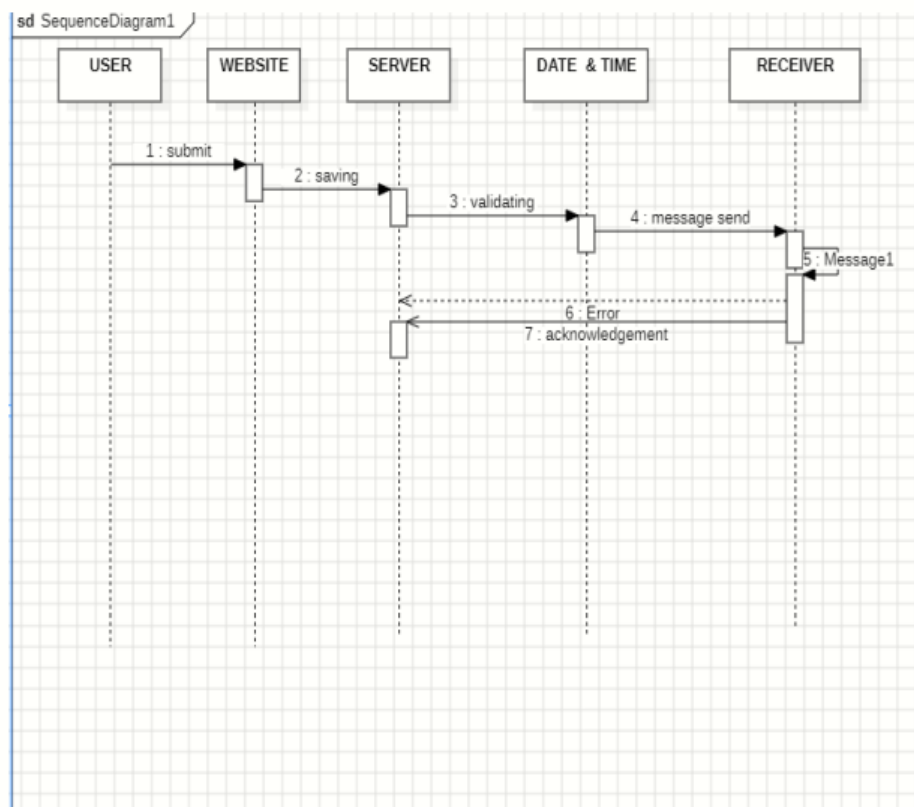 sd SequenceDiagram1
USER
WEBSITE
SERVER
DATE & TIME
RECEIVER
1 : submit
2 : saving
3 : validating
4 : message send
5 : Message1
6 : Error
7 : acknowledgement